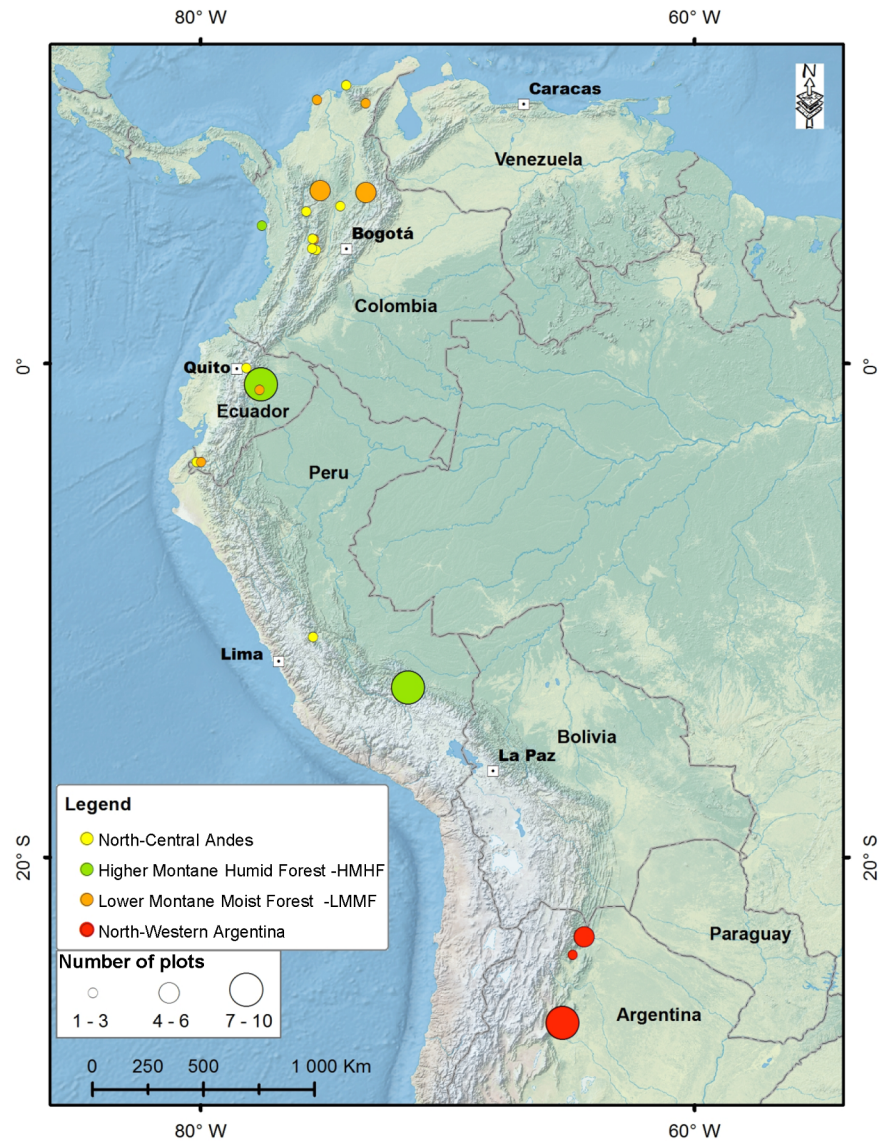 80° W 60° W
N
Caracas
Venezuela
Bogotá
Colombia
0° 0°
Quito
Ecuador
Peru
Lima
Bolivia
La Paz
Legend
North-Central Andes
Higher Montane Humid Forest -HMHF
20° S 20° S
Lower Montane Moist Forest -LMMF
North-Western Argentina
Paraguay
Number of plots
1 - 3 4 - 6 7 - 10
Argentina
0 250 500 1 000 Km
80° W 60° W